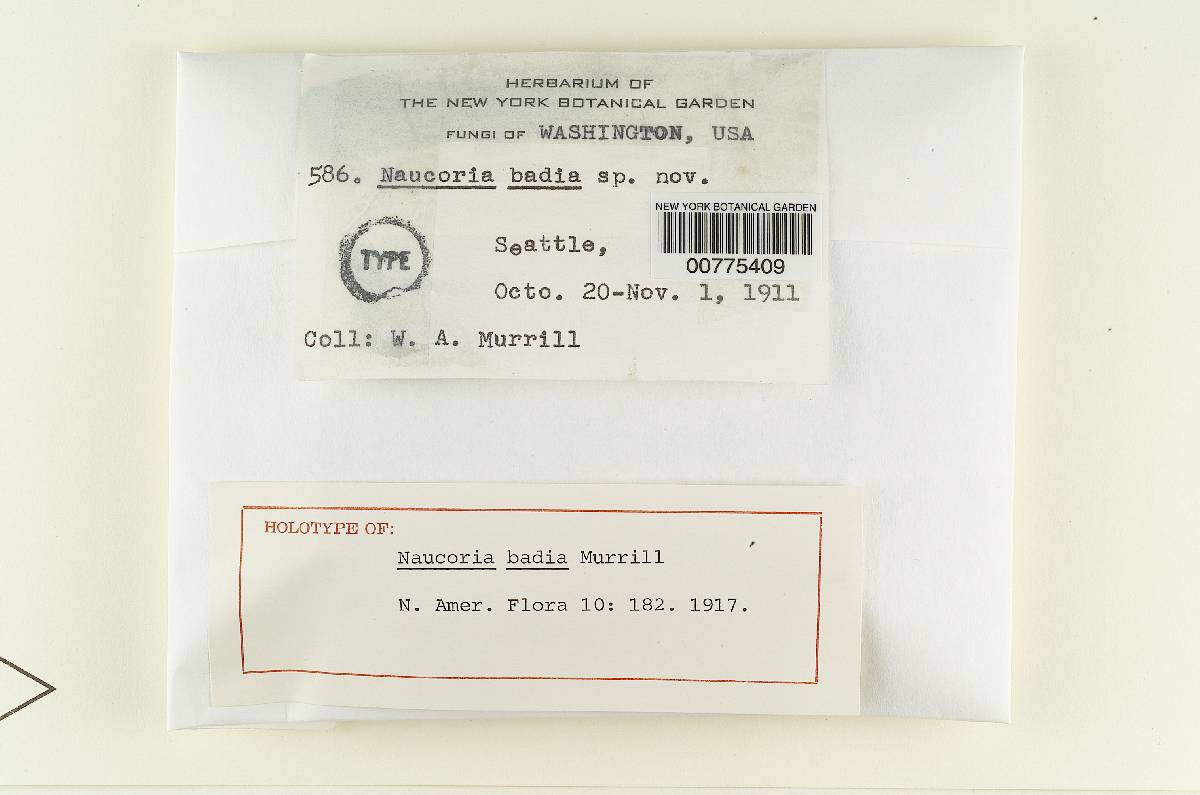 HERBARIUM OF
THE NEW YORK BOTANICAL GARDEN
FUNGI OF WASHINGTON, USA
586. Naucoria badia sp. nov.
NEW YORK BOTANICAL GARDEN
00775409
TYPE
Seattle,
Octo. 20-Nov. 1, 1911
Coll: W. A. Murrill
HOLOTYPE OF:
Naucoria badia Murrill
N. Amer. Flora 10: 182. 1917.